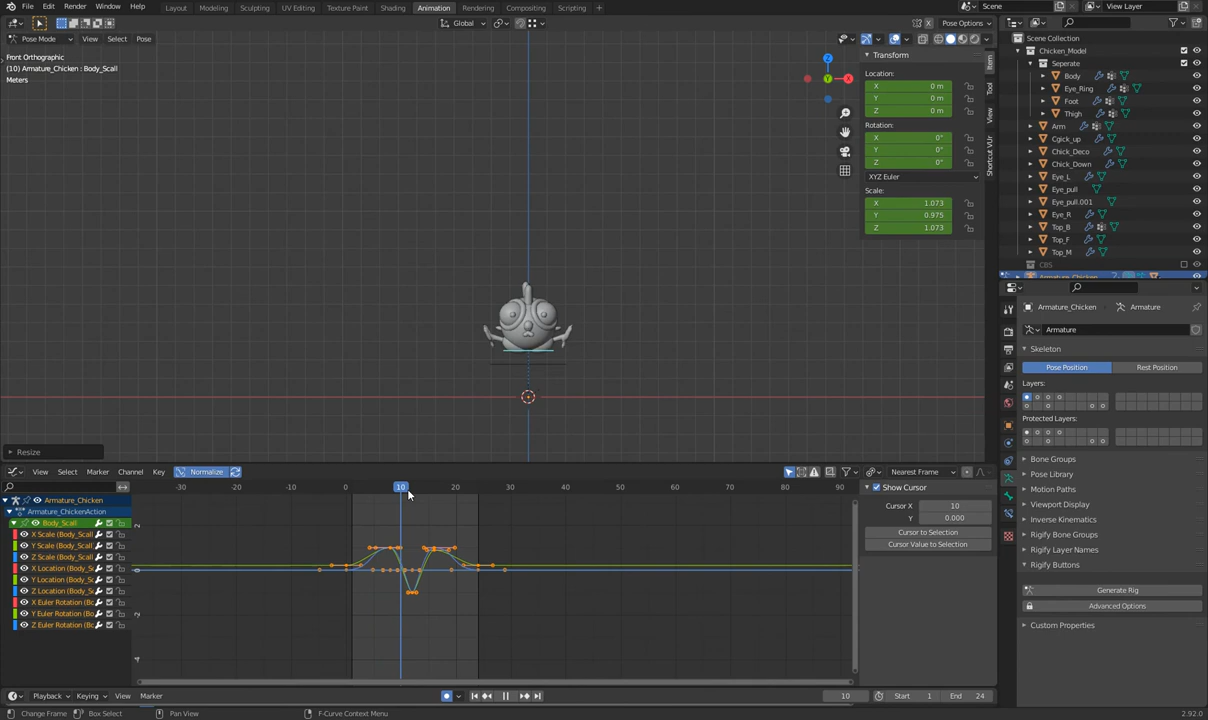 File Edit Render Window Help Layout Modeling Sculpting UV Editing Texture Paint Shading Animation Rendering Compositing Scripting + Scene View Layer
Global Pose Options
Pose Mode View Select Pose
Front Orthographic
(10) Armature_Chicken : Body_Scall
Meters
Z
Y
X
Transform
Location:
X 0 m
Y 0 m
Z 0 m
Rotation:
X 0°
Y 0°
Z 0°
XYZ Euler
Scale:
X 1.073
Y 0.975
Z 1.073
Item
Tool
View
Shortcut VUr
Scene Collection
Chicken_Model
Seperate
Body
Eye_Ring
Foot
Thigh
Arm
Cgick_up
Chick_Deco
Chick_Down
Eye_L
Eye_pull
Eye_pull.001
Eye_R
Top_B
Top_F
Top_M
CBS
Armature_Chicken
Armature_Chicken Armature
Armature
Skeleton
Pose Position Rest Position
Layers:
Protected Layers:
Bone Groups
Pose Library
Motion Paths
Viewport Display
Inverse Kinematics
Rigify Bone Groups
Rigify Layer Names
Rigify Buttons
Generate Rig
Advanced Options
Custom Properties
Resize
View Select Marker Channel Key Normalize Nearest Frame
-30 -20 -10 0 10 20 30 40 50 60 70 80 90
Armature_Chicken
Armature_ChickenAction
Body_Scall
X Scale (Body_Scall)
Y Scale (Body_Scall)
Z Scale (Body_Scall)
X Location (Body_Sc
Y Location (Body_Sc
Z Location (Body_Sc
X Euler Rotation (Bo
Y Euler Rotation (Bo
Z Euler Rotation (Bo
Show Cursor
Cursor X 10
Y 0.000
Cursor to Selection
Cursor Value to Selection
Playback Keying View Marker 10 Start 1 End 24
Change Frame Box Select Pan View F-Curve Context Menu 2.92.0